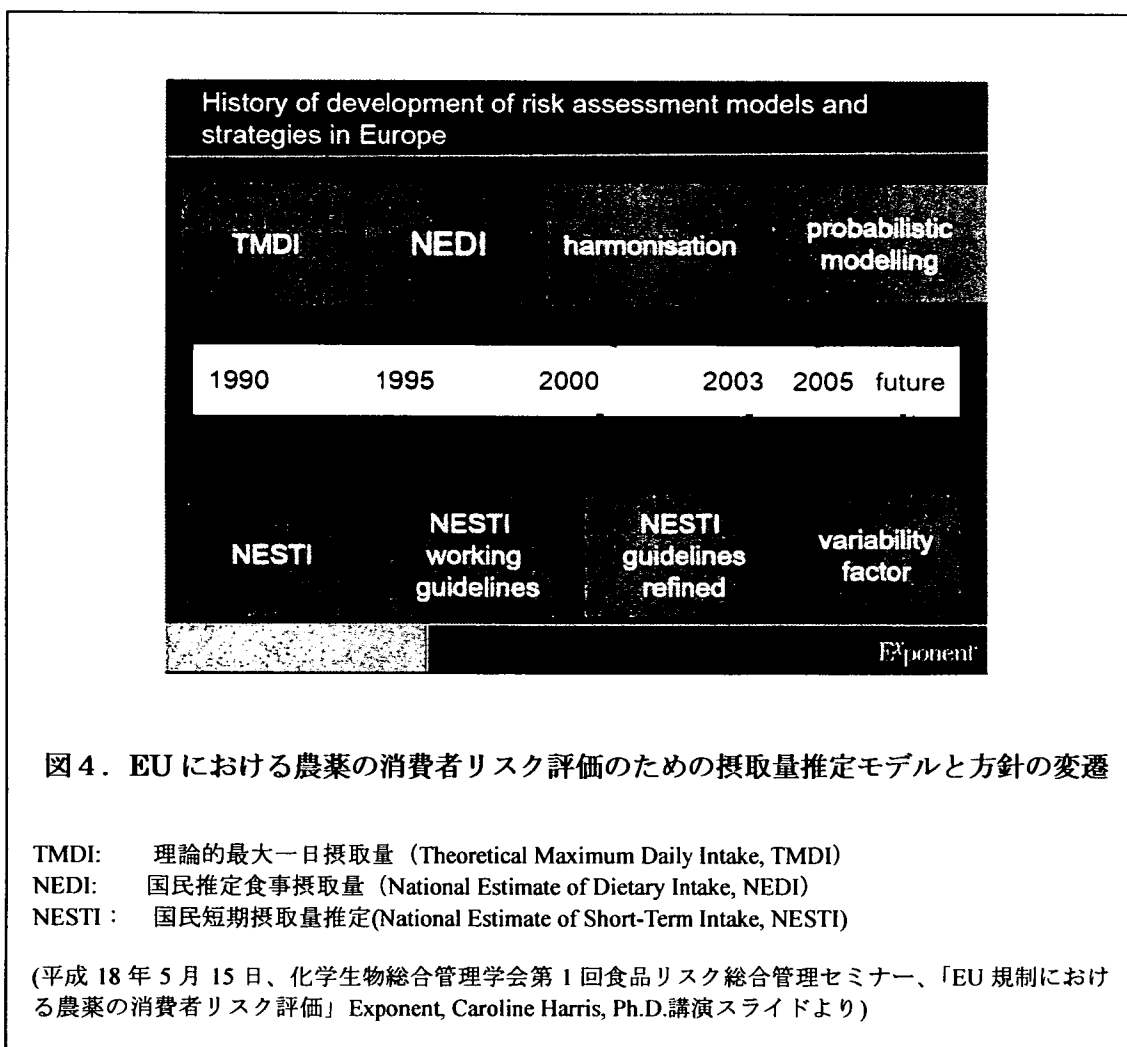 History of development of risk assessment models and
strategies in Europe
TMDI
NEDI
harmonisation
probabilistic
modelling
1990
1995
2000
2003
2005
future
NESTI
NESTI
working
guidelines
NESTI
guidelines
refined
variability
factor
Exponent
図4. EU における農薬の消費者リスク評価のための摂取量推定モデルと方針の変遷
TMDI: 理論的最大一日摂取量 (Theoretical Maximum Daily Intake, TMDI)
NEDI: 国民推定食事摂取量 (National Estimate of Dietary Intake, NEDI)
NESTI: 国民短期摂取量推定(National Estimate of Short-Term Intake, NESTI)
(平成 18 年 5 月 15 日、化学生物総合管理学会第 1 回食品リスク総合管理セミナー、「EU 規制におけ
る農薬の消費者リスク評価」Exponent, Caroline Harris, Ph.D.講演スライドより)